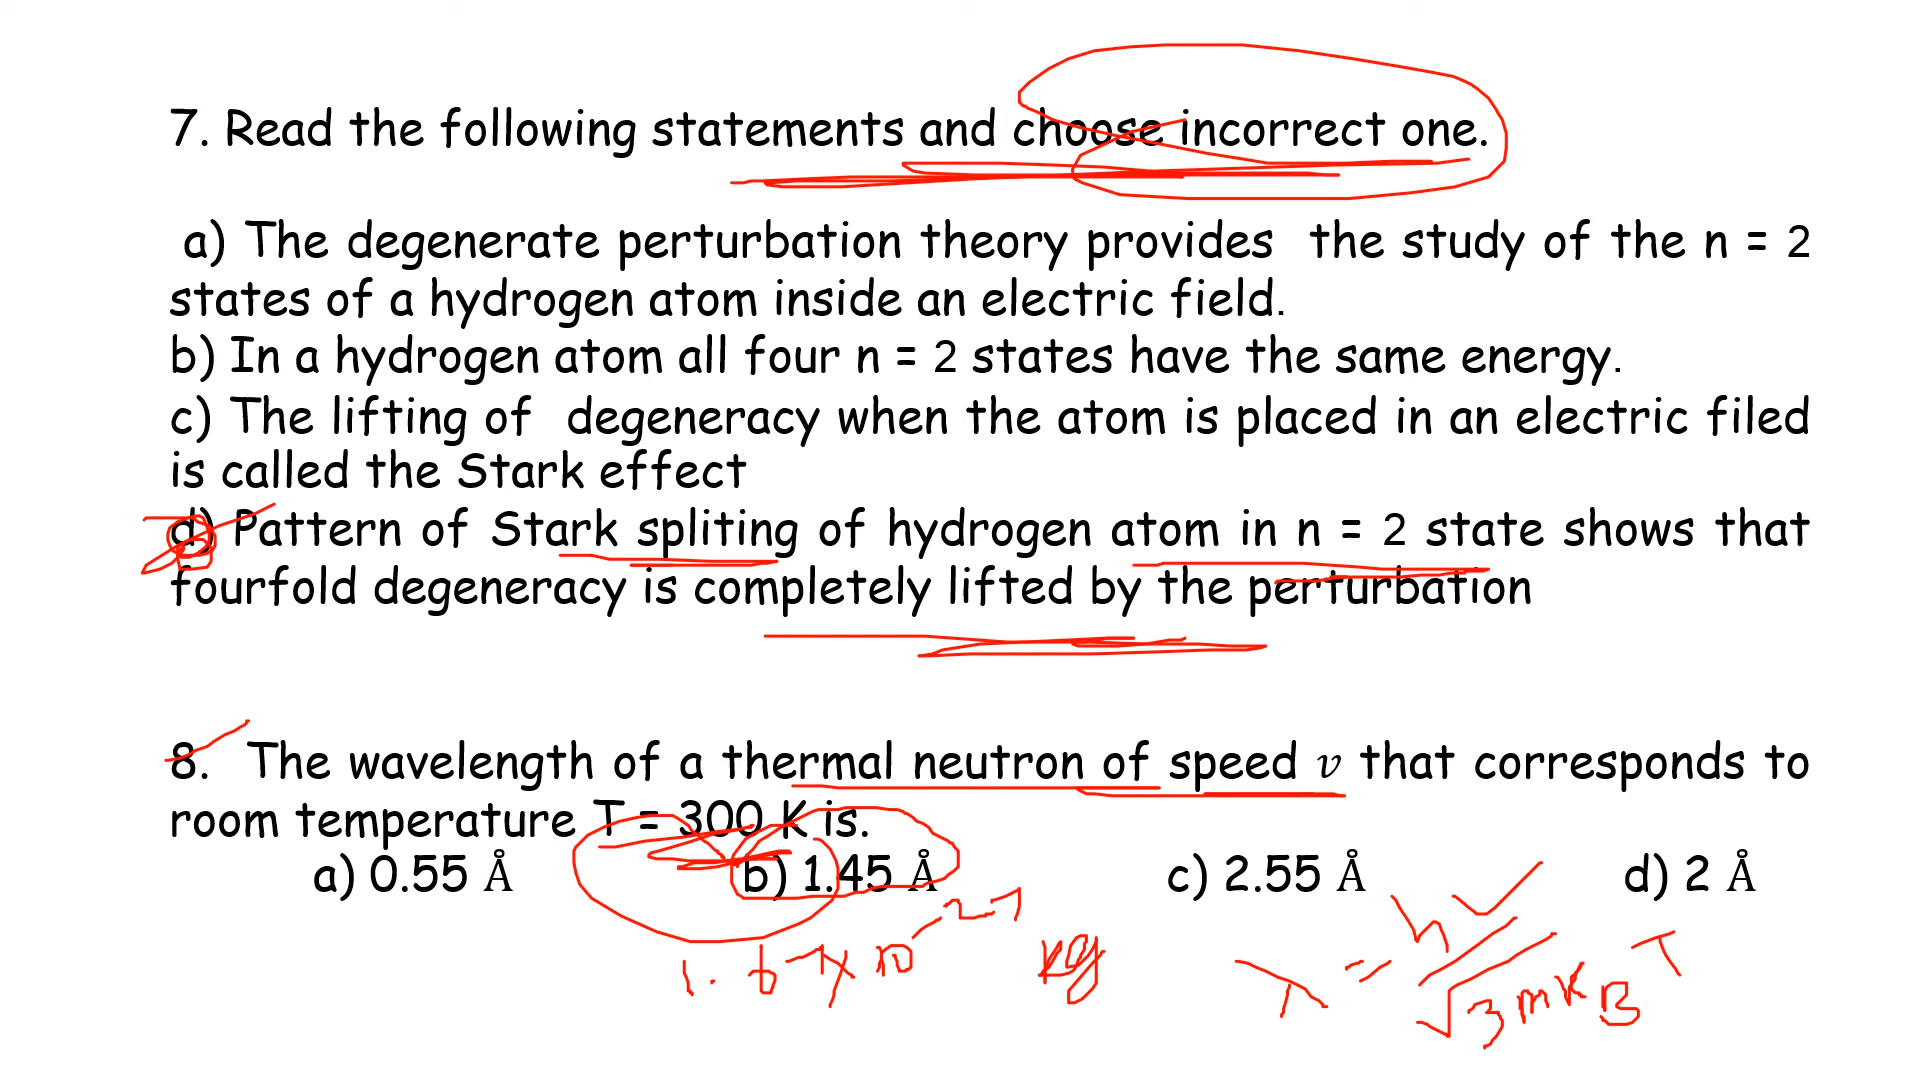 7. Read the following statements and choose incorrect one.
a) The degenerate perturbation theory provides the study of the n = 2
states of a hydrogen atom inside an electric field.
b) In a hydrogen atom all four n = 2 states have the same energy.
c) The lifting of degeneracy when the atom is placed in an electric filed
is called the Stark effect
d) Pattern of Stark spliting of hydrogen atom in n = 2 state shows that
fourfold degeneracy is completely lifted by the perturbation
8. The wavelength of a thermal neutron of speed v that corresponds to
room temperature T = 300 K is.
a) 0.55 Å b) 1.45 Å c) 2.55 Å d) 2 Å
1.67 x 10^-27 kg
λ = h / √3mKBT